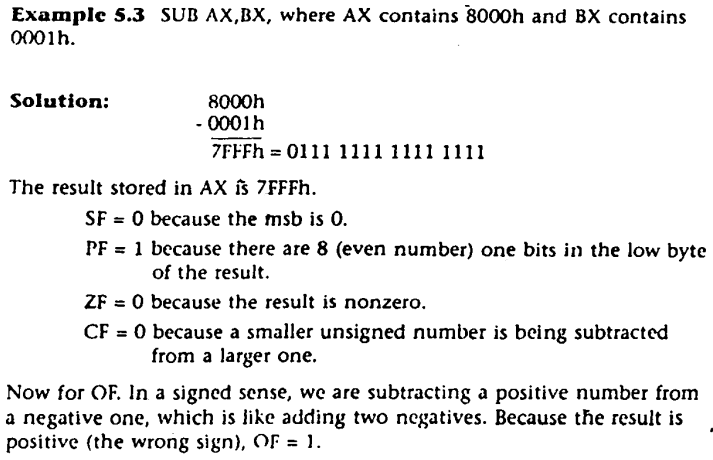 Example 5.3 SUB AX,BX, where AX contains 8000h and BX contains
0001h.
Solution: 8000h
- 0001h
7FFFh = 0111 1111 1111 1111
The result stored in AX is 7FFFh.
SF = 0 because the msb is 0.
PF = 1 because there are 8 (even number) one bits in the low byte
of the result.
ZF = 0 because the result is nonzero.
CF = 0 because a smaller unsigned number is being subtracted
from a larger one.
Now for OF. In a signed sense, we are subtracting a positive number from
a negative one, which is like adding two negatives. Because the result is
positive (the wrong sign), OF = 1.